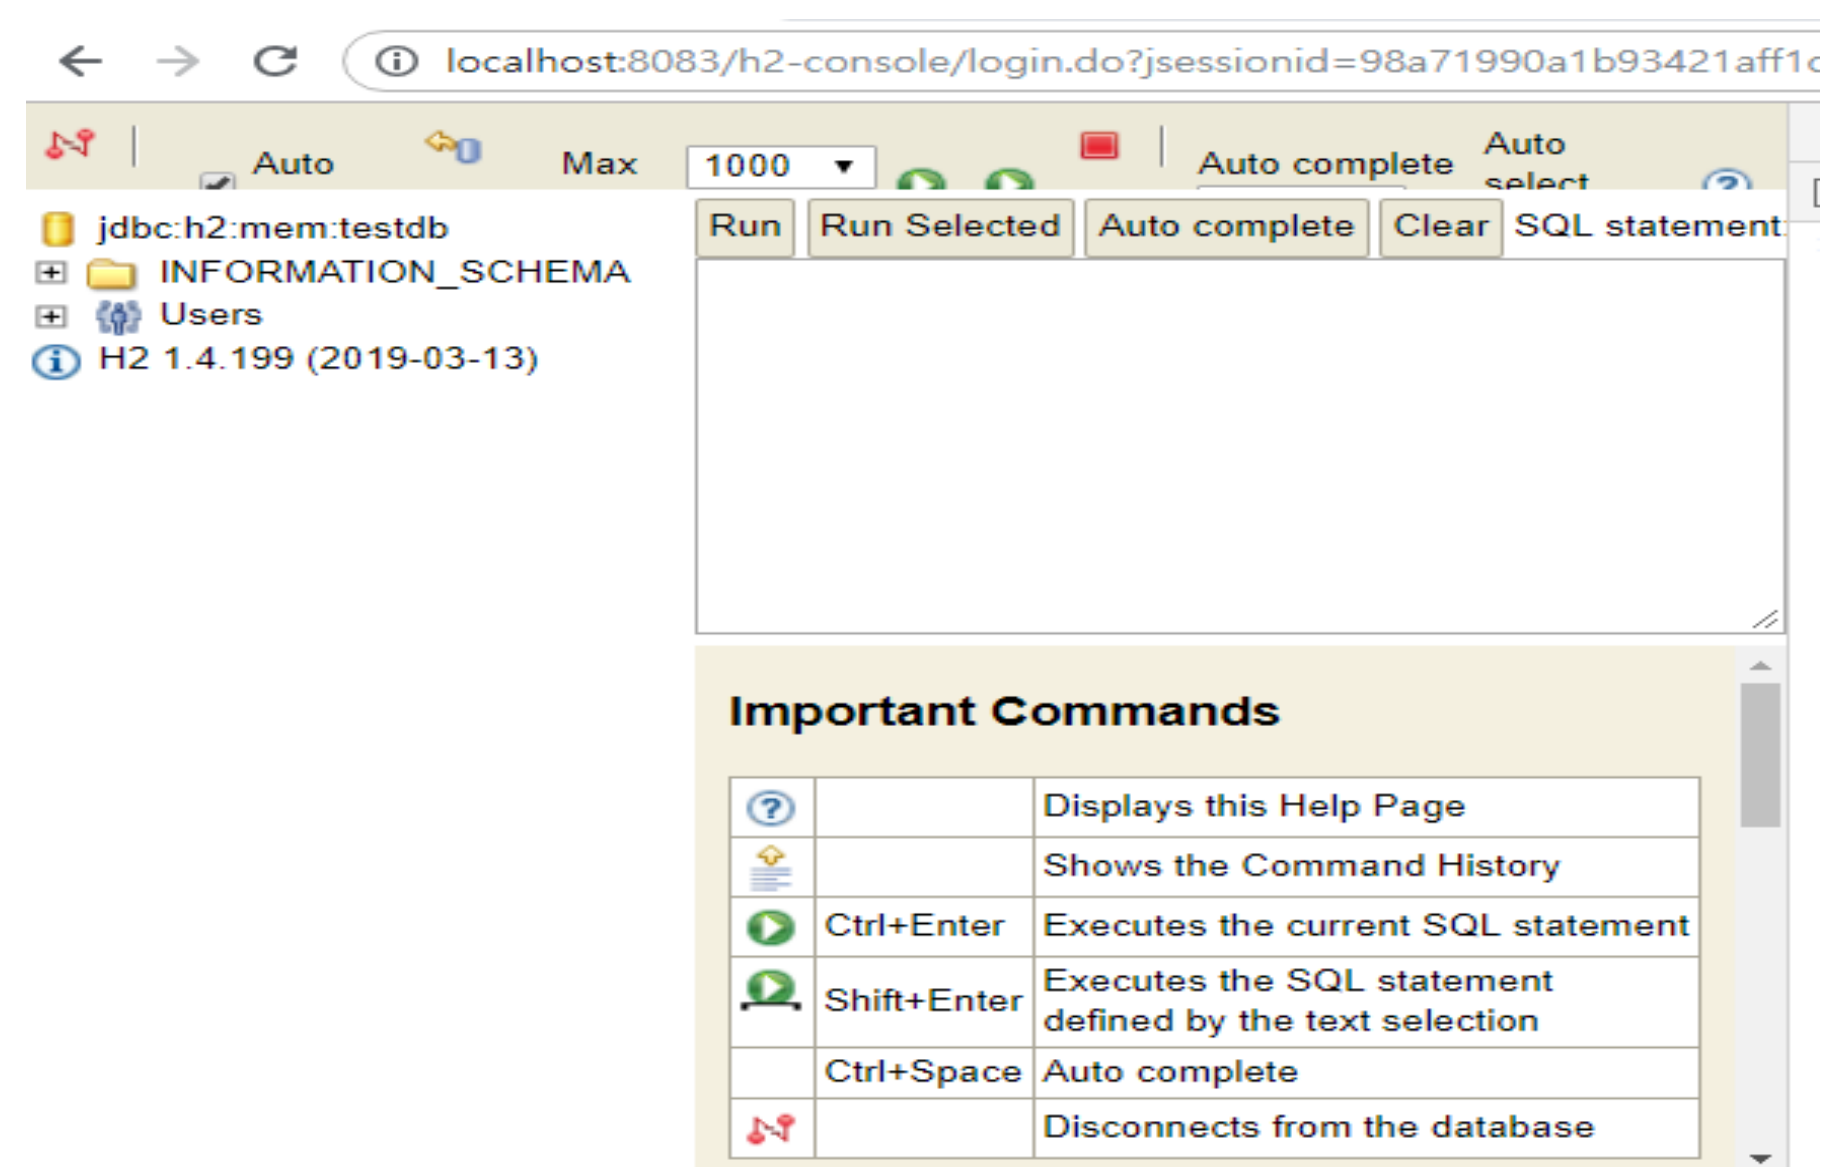 localhost:8083/h2-console/login.do?jsessionid=98a71990a1b93421aff1
Auto Max 1000 Auto complete Auto select
jdbc:h2:mem:testdb
INFORMATION_SCHEMA
Users
H2 1.4.199 (2019-03-13)
Run Run Selected Auto complete Clear SQL statement:
Important Commands
Displays this Help Page
Shows the Command History
Ctrl+Enter Executes the current SQL statement
Shift+Enter Executes the SQL statement
defined by the text selection
Ctrl+Space Auto complete
Disconnects from the database